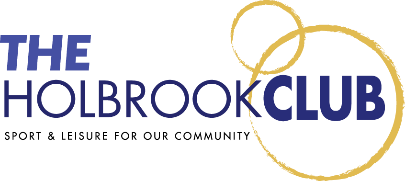 THE
HOLBROOKCLUB
SPORT & LEISURE FOR OUR COMMUNITY